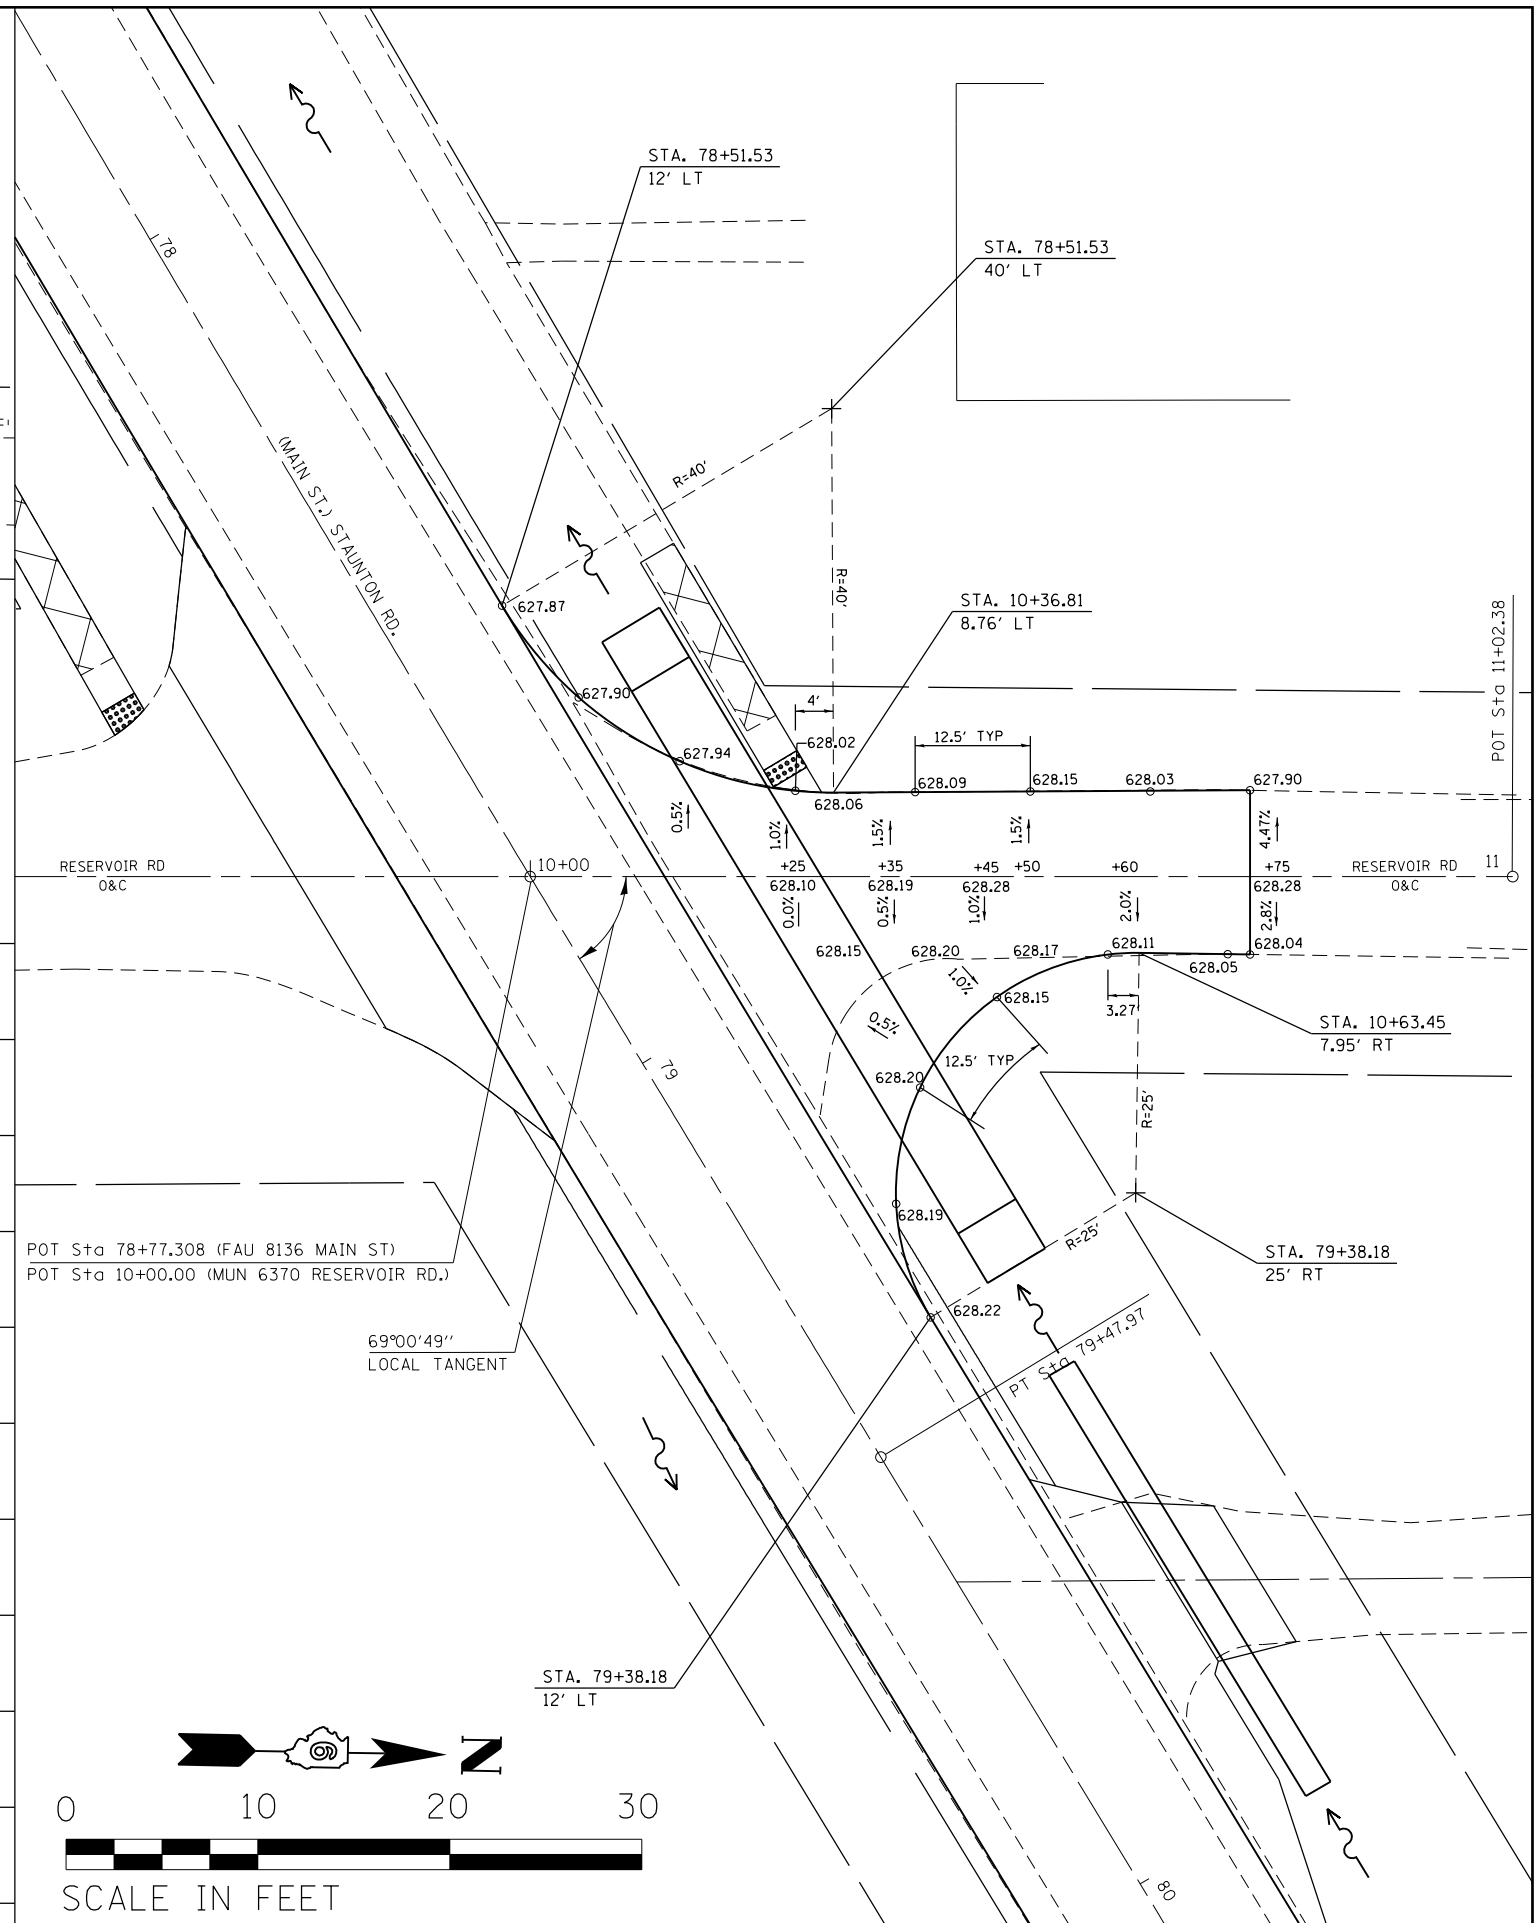 STA. 78+51.53
12' LT
78
STA. 78+51.53
40' LT
(MAIN ST.) STAUNTON RD.
R=40'
R=40'
627.87
STA. 10+36.81
8.76' LT
POT Sta 11+02.38
627.90
4'
628.02
12.5' TYP
627.94
628.06
628.09
628.15
628.03
627.90
0.5%
1.0%
1.5%
1.5%
4.47%
RESERVOIR RD
O&C
10+00
+25
628.10
+35
628.19
+45
628.28
+50
+60
+75
628.28
RESERVOIR RD
O&C
11
0.0%
0.5%
1.0%
2.0%
2.8%
628.15
628.20
628.17
628.11
628.05
628.04
1.0%
628.15
3.27'
0.5%
STA. 10+63.45
7.95' RT
12.5' TYP
628.20
79
R=25'
628.19
R=25'
POT Sta 78+77.308 (FAU 8136 MAIN ST)
POT Sta 10+00.00 (MUN 6370 RESERVOIR RD.)
STA. 79+38.18
25' RT
628.22
69°00'49''
LOCAL TANGENT
PT Sta 79+47.97
STA. 79+38.18
12' LT
6
N
0 10 20 30
SCALE IN FEET
80